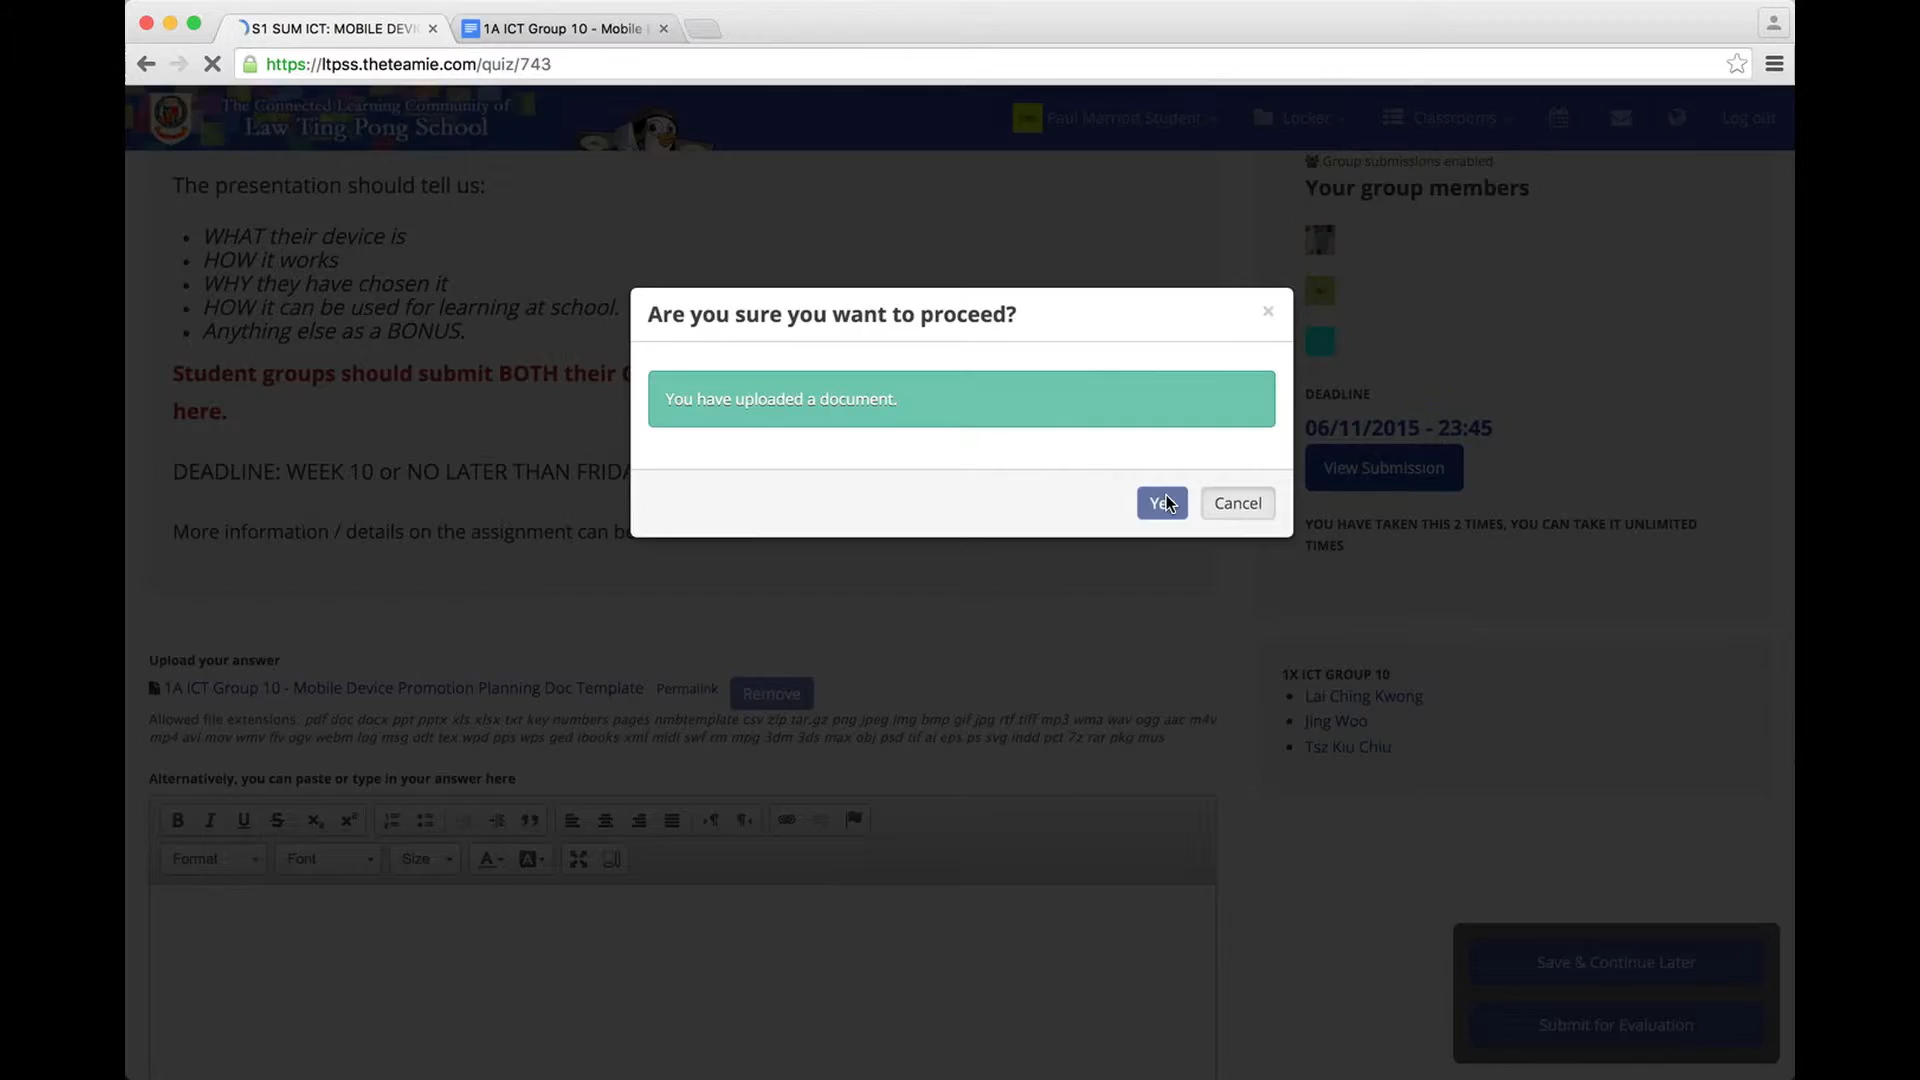 S1 SUM ICT: MOBILE DEVI
1A ICT Group 10 - Mobile
https://ltpss.theteamie.com/quiz/743
The Connected Learning Community of
Law Ting Pong School
Paul Marriott Student
Locker
Classrooms
Log out
The presentation should tell us:
• WHAT their device is
• HOW it works
• WHY they have chosen it
• HOW it can be used for learning at school.
• Anything else as a BONUS.
Student groups should submit BOTH their
here.
DEADLINE: WEEK 10 or NO LATER THAN FRIDA
More information / details on the assignment can be
Group submissions enabled
Your group members
DEADLINE
06/11/2015 - 23:45
View Submission
YOU HAVE TAKEN THIS 2 TIMES, YOU CAN TAKE IT UNLIMITED
TIMES
Are you sure you want to proceed?
×
You have uploaded a document.
Yes
Cancel
Upload your answer
1A ICT Group 10 - Mobile Device Promotion Planning Doc Template Permalink Remove
Allowed file extensions: pdf doc docx ppt pptx xls xlsx txt key numbers pages nmbtemplate csv zip tar.gz png jpeg img bmp gif jpg rtf tiff mp3 wma wav ogg aac m4v
mp4 avi mov wmv flv ogv webm log msg odt tex wpd pps wps ged ibooks xml midi swf rm mpg 3dm 3ds max obj psd tif ai eps ps svg indd pct 7z rar pkg mus
Alternatively, you can paste or type in your answer here
Format
Font
Size
1X ICT GROUP 10
▪ Lai Ching Kwong
▪ Jing Woo
▪ Tsz Kiu Chiu
Save & Continue Later
Submit for Evaluation